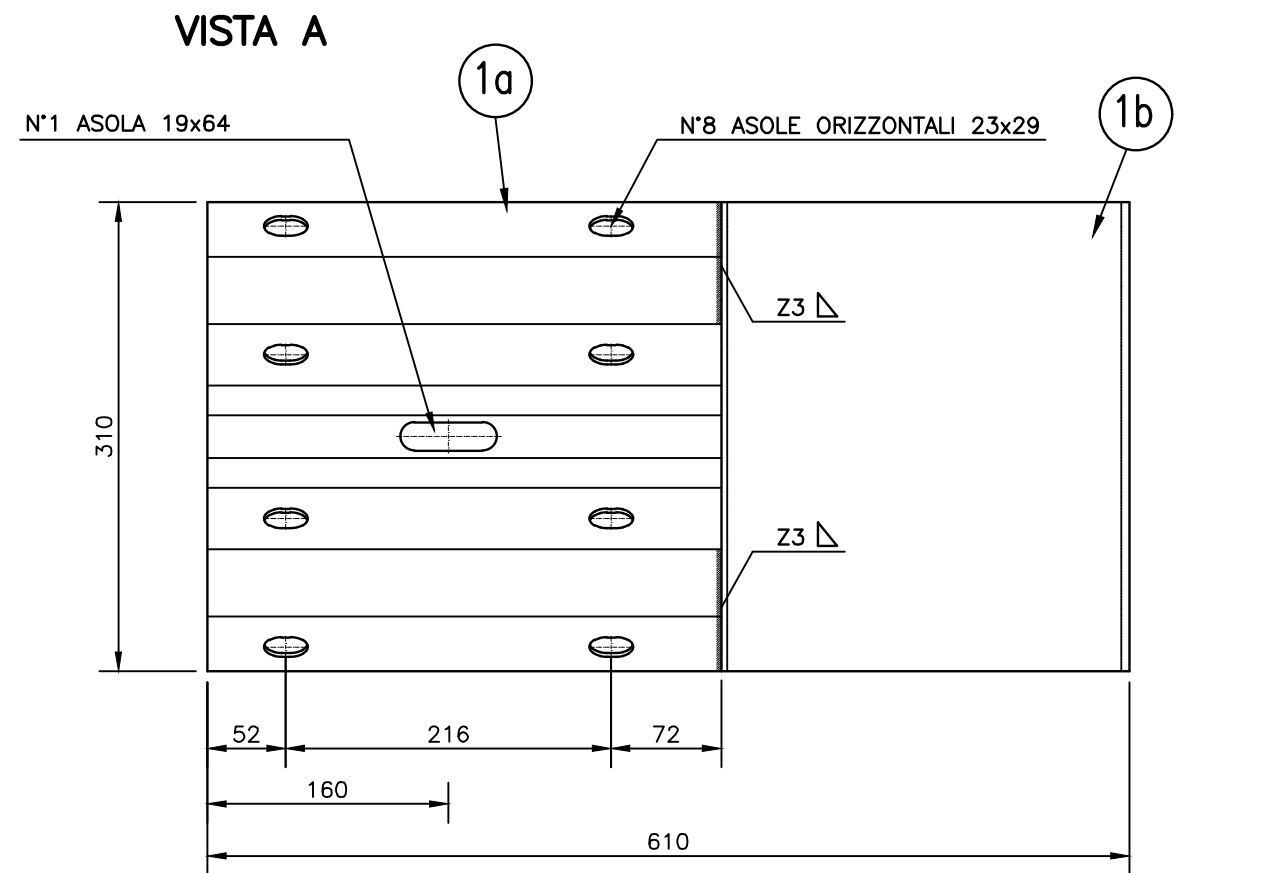 VISTA A
1a
1b
N°1 ASOLA 19x64
N°8 ASOLE ORIZZONTALI 23x29
Z3
310
Z3
52
216
72
160
610